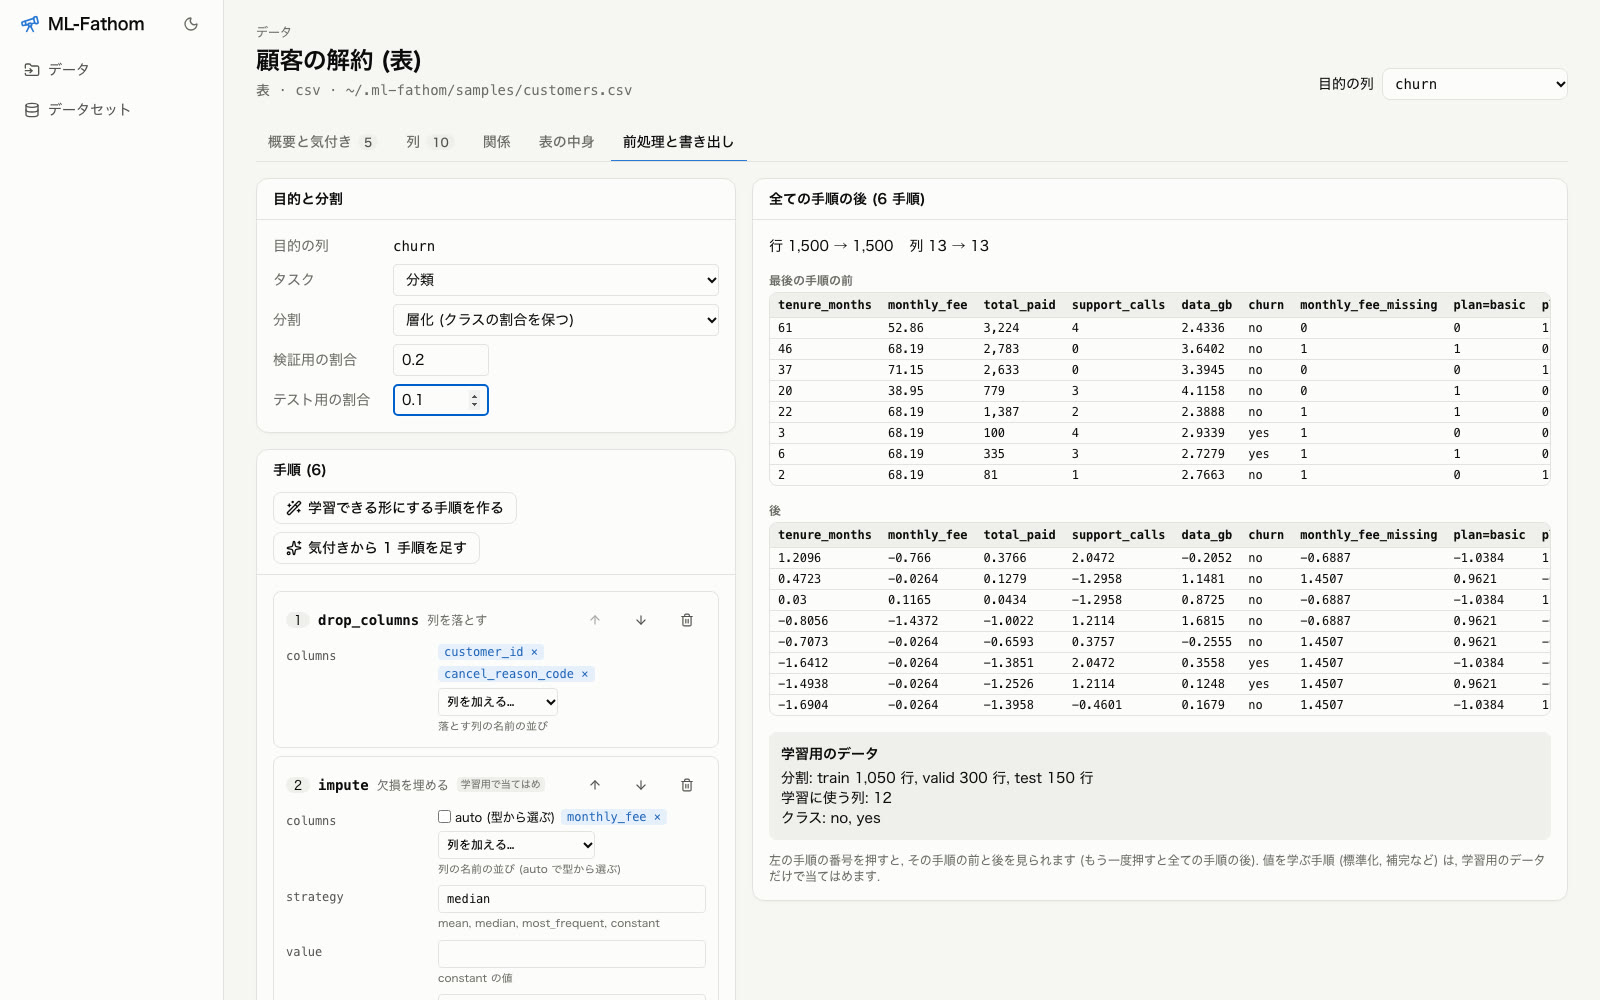 ML-Fathom
データ
データセット
データ
顧客の解約 (表)
表 · csv · ~/.ml-fathom/samples/customers.csv
目的の列 churn
概要と気付き 5 列 10 関係 表の中身 前処理と書き出し
目的と分割
目的の列 churn
タスク 分類
分割 層化 (クラスの割合を保つ)
検証用の割合 0.2
テスト用の割合 0.1
手順 (6)
学習できる形にする手順を作る
気付きから 1 手順を足す
1 drop_columns 列を落とす
columns customer_id ×
cancel_reason_code ×
列を加える…
落とす列の名前の並び
2 impute 欠損を埋める 学習用で当てはめ
columns auto (型から選ぶ) monthly_fee ×
列を加える…
列の名前の並び (auto で型から選ぶ)
strategy median
mean, median, most_frequent, constant
value
constant の値
全ての手順の後 (6 手順)
行 1,500 → 1,500 列 13 → 13
最後の手順の前
tenure_months monthly_fee total_paid support_calls data_gb churn monthly_fee_missing plan=basic p
61 52.86 3,224 4 2.4336 no 0 0 1
46 68.19 2,783 0 3.6402 no 1 1 0
37 71.15 2,633 0 3.3945 no 0 0 1
20 38.95 779 3 4.1158 no 0 1 0
22 68.19 1,387 2 2.3888 no 1 1 0
3 68.19 100 4 2.9339 yes 1 0 0
6 68.19 335 3 2.7279 yes 1 1 0
2 68.19 81 1 2.7663 no 1 0 1
後
tenure_months monthly_fee total_paid support_calls data_gb churn monthly_fee_missing plan=basic p
1.2096 −0.766 0.3766 2.0472 −0.2052 no −0.6887 −1.0384 1
0.4723 −0.0264 0.1279 −1.2958 1.1481 no 1.4507 0.9621 −
0.03 0.1165 0.0434 −1.2958 0.8725 no −0.6887 −1.0384 1
−0.8056 −1.4372 −1.0022 1.2114 1.6815 no −0.6887 0.9621 −
−0.7073 −0.0264 −0.6593 0.3757 −0.2555 no 1.4507 0.9621 −
−1.6412 −0.0264 −1.3851 2.0472 0.3558 yes 1.4507 −1.0384 −
−1.4938 −0.0264 −1.2526 1.2114 0.1248 yes 1.4507 0.9621 −
−1.6904 −0.0264 −1.3958 −0.4601 0.1679 no 1.4507 −1.0384 1
学習用のデータ
分割: train 1,050 行, valid 300 行, test 150 行
学習に使う列: 12
クラス: no, yes
左の手順の番号を押すと, その手順の前と後を見られます (もう一度押すと全ての手順の後). 値を学ぶ手順 (標準化, 補完など) は, 学習用のデータ
だけで当てはめます.